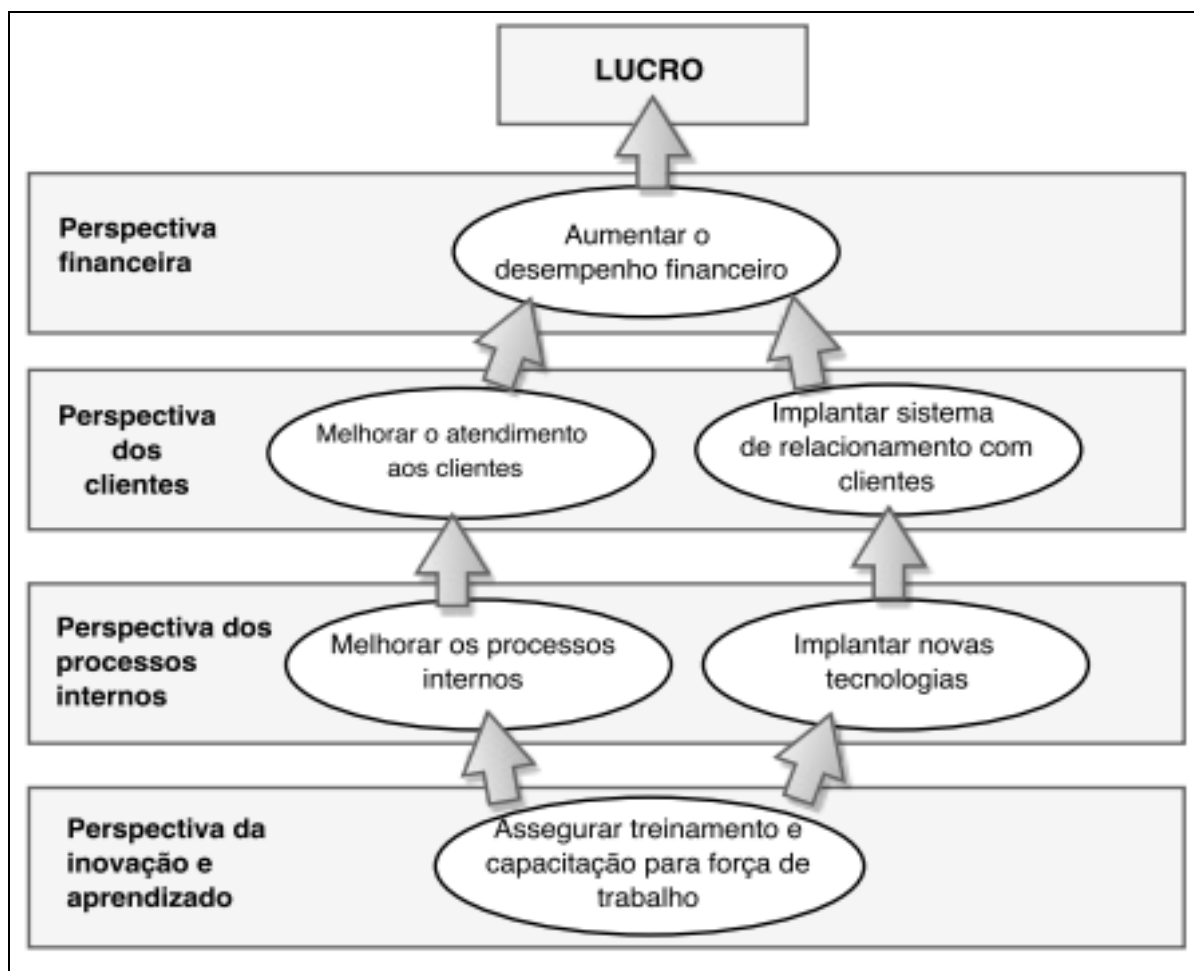 LUCRO
Perspectiva
financeira
Aumentar o
desempenho financeiro
Perspectiva
dos
clientes
Melhorar o atendimento
aos clientes
Implantar sistema
de relacionamento com
clientes
Perspectiva dos
processos
internos
Melhorar os processos
internos
Implantar novas
tecnologias
Perspectiva da
inovação e
aprendizado
Assegurar treinamento e
capacitação para força de
trabalho